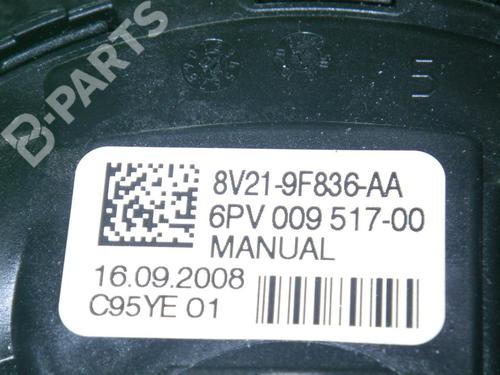 B-PARTS
8V21-9F836-AA
6PV 009 517-00
MANUAL
16.09.2008
C95YE 01